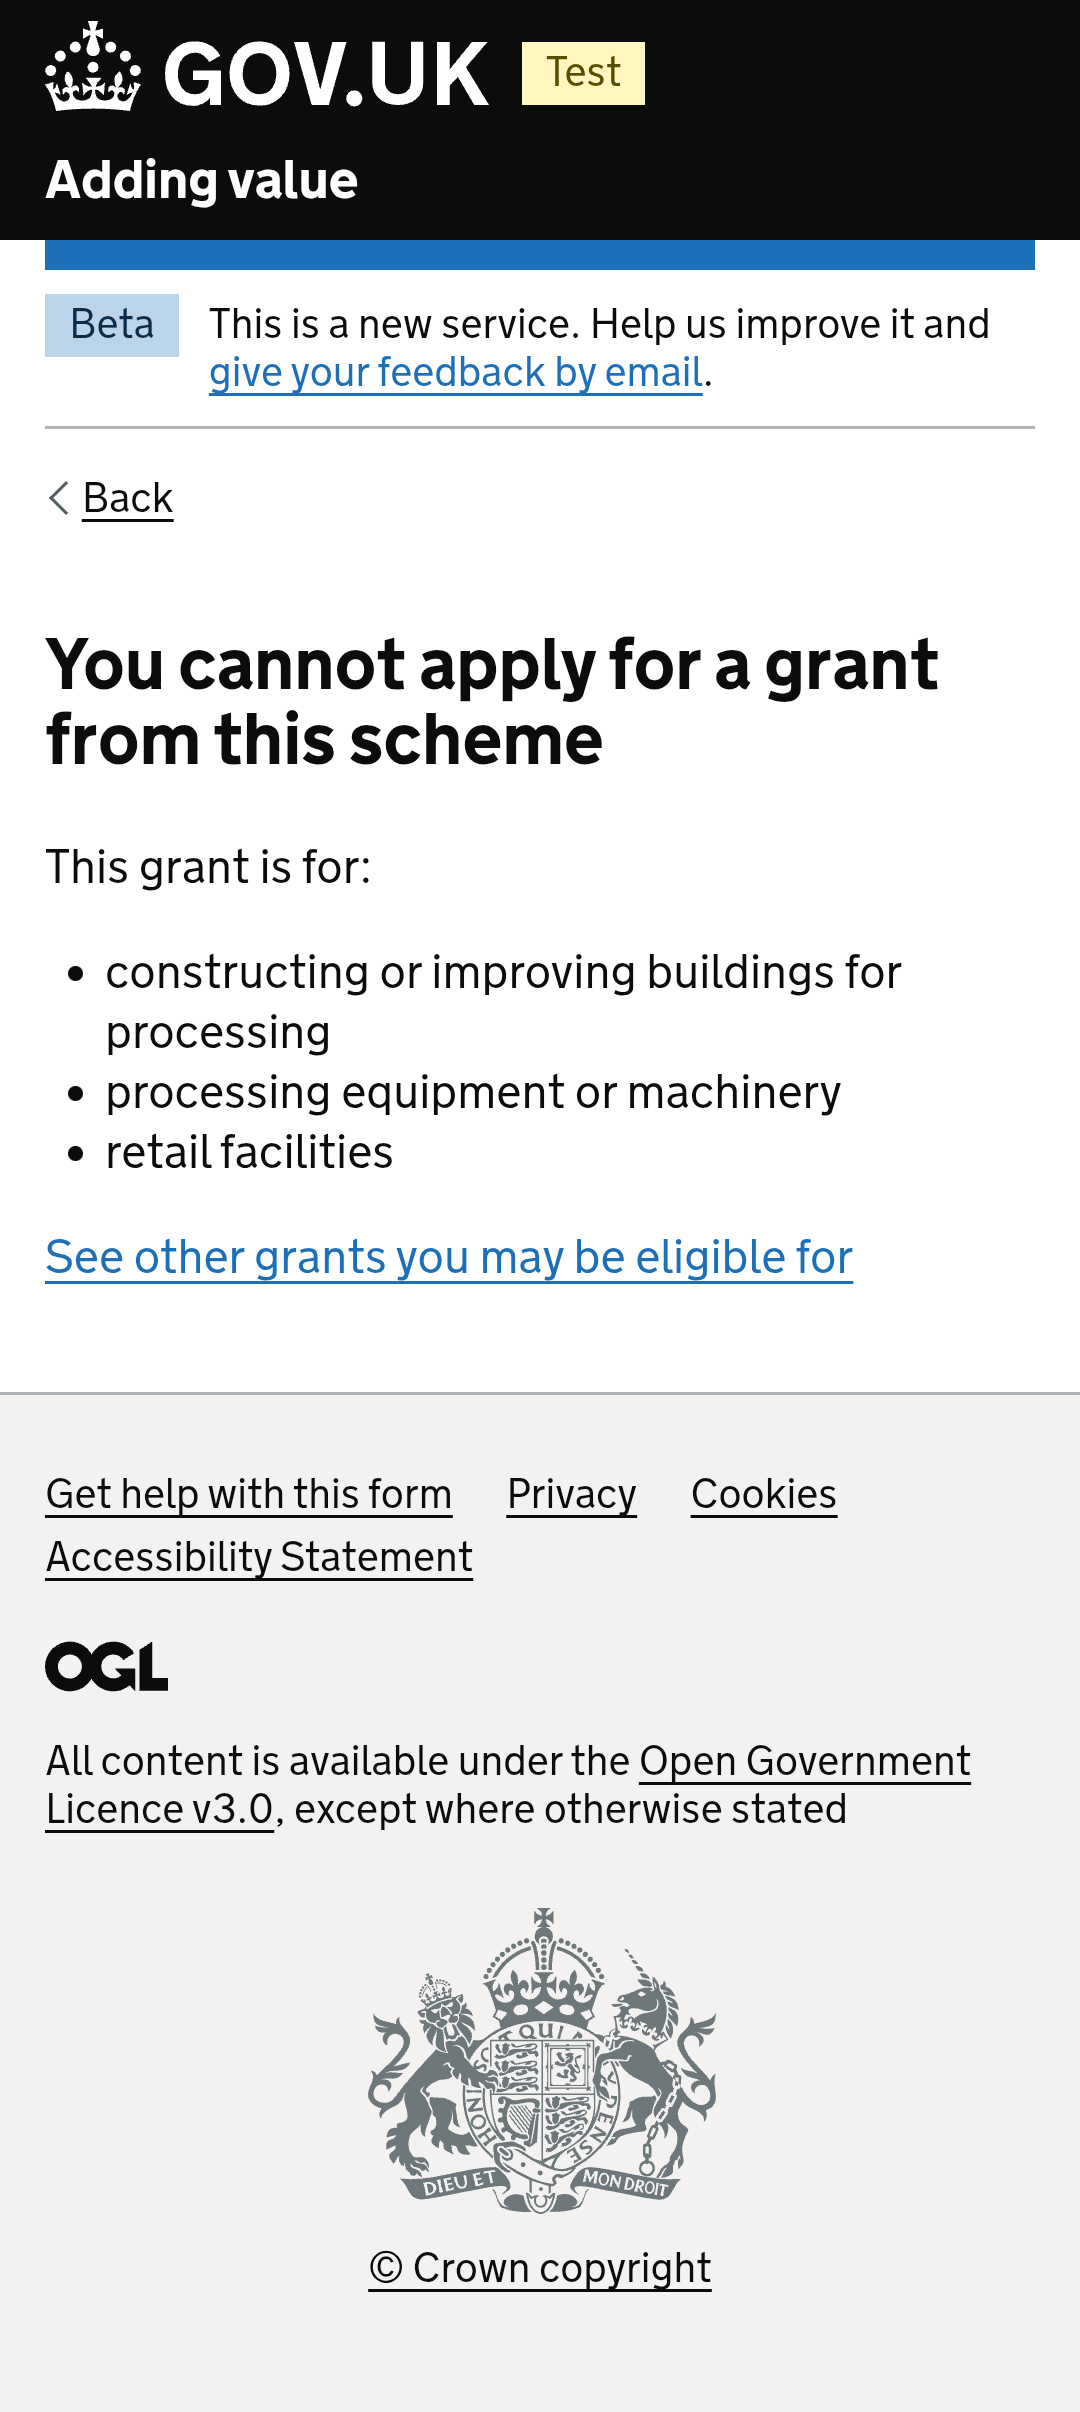 GOV.UK Test
Adding value
Beta This is a new service. Help us improve it and
give your feedback by email.
Back
You cannot apply for a grant
from this scheme
This grant is for:
• constructing or improving buildings for
processing
• processing equipment or machinery
• retail facilities
See other grants you may be eligible for
Get help with this form Privacy Cookies
Accessibility Statement
OGL
All content is available under the Open Government
Licence v3.0, except where otherwise stated
QUI
HONI
PENSE
DIEU ET MON DROIT
© Crown copyright